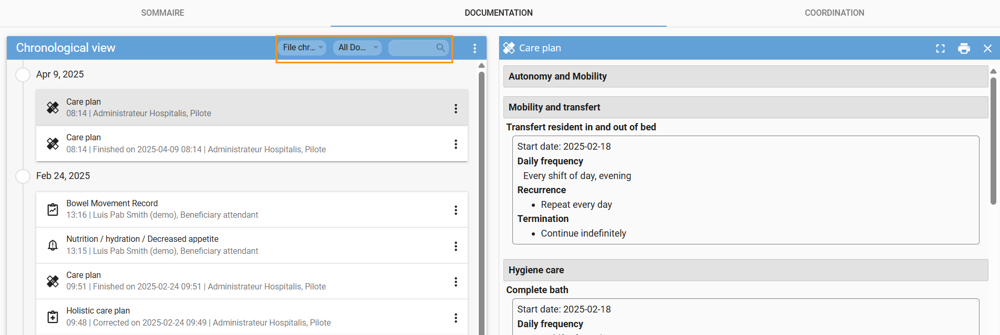 SOMMAIRE
DOCUMENTATION
COORDINATION
Chronological view
File chr...
All Do...
Apr 9, 2025
Care plan
08:14 | Administrateur Hospitalis, Pilote
Care plan
08:14 | Finished on 2025-04-09 08:14 | Administrateur Hospitalis, Pilote
Feb 24, 2025
Bowel Movement Record
13:16 | Luis Pab Smith (demo), Beneficiary attendant
Nutrition / hydration / Decreased appetite
13:15 | Luis Pab Smith (demo), Beneficiary attendant
Care plan
09:51 | Finished on 2025-02-24 09:51 | Administrateur Hospitalis, Pilote
Holistic care plan
09:48 | Corrected on 2025-02-24 09:49 | Administrateur Hospitalis, Pilote
Care plan
Autonomy and Mobility
Mobility and transfert
Transfert resident in and out of bed
Start date: 2025-02-18
Daily frequency
Every shift of day, evening
Recurrence
• Repeat every day
Termination
• Continue indefinitely
Hygiene care
Complete bath
Start date: 2025-02-18
Daily frequency